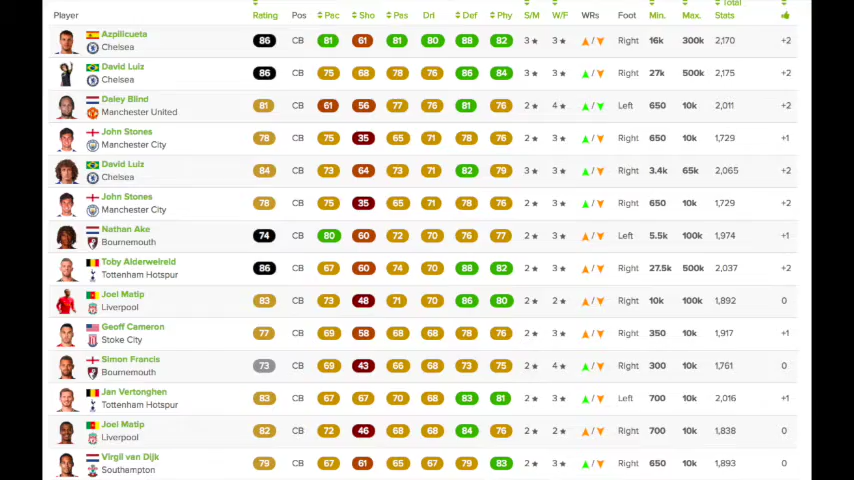 Total
Player Rating Pos Pac Sho Pas Dri Def Phy S/M W/F WRs Foot Min. Max. Stats
Azpilicueta
86 CB 81 61 81 80 88 82 3★ 3★ / Right 16k 300k 2,170 +2
Chelsea
David Luiz
86 CB 75 68 78 76 86 84 3★ 3★ / Right 27k 500k 2,175 +2
Chelsea
Daley Blind
81 CB 61 56 77 76 81 76 2★ 4★ / Left 650 10k 2,011 +2
Manchester United
John Stones
78 CB 75 35 65 71 78 76 2★ 3★ / Right 650 10k 1,729 +1
Manchester City
David Luiz
84 CB 73 64 73 71 82 79 3★ 3★ / Right 3.4k 65k 2,065 +2
Chelsea
John Stones
78 CB 75 35 65 71 78 76 2★ 3★ / Right 650 10k 1,729 +2
Manchester City
Nathan Ake
74 CB 80 60 72 70 76 77 2★ 3★ / Left 5.5k 100k 1,974 +1
Bournemouth
Toby Alderweireld
86 CB 67 60 74 70 88 82 2★ 3★ / Right 27.5k 500k 2,037 +2
Tottenham Hotspur
Joel Matip
83 CB 73 48 71 70 86 80 2★ 2★ / Right 10k 100k 1,892 0
Liverpool
Geoff Cameron
77 CB 69 58 68 68 78 76 2★ 3★ / Right 350 10k 1,917 +1
Stoke City
Simon Francis
73 CB 69 43 66 68 73 75 2★ 4★ / Right 300 10k 1,761 0
Bournemouth
Jan Vertonghen
83 CB 67 67 70 68 83 81 2★ 3★ / Left 700 10k 2,016 +1
Tottenham Hotspur
Joel Matip
82 CB 72 46 68 68 84 76 2★ 2★ / Right 700 10k 1,838 0
Liverpool
Virgil van Dijk
79 CB 67 61 65 67 79 83 2★ 3★ / Right 650 10k 1,893 0
Southampton